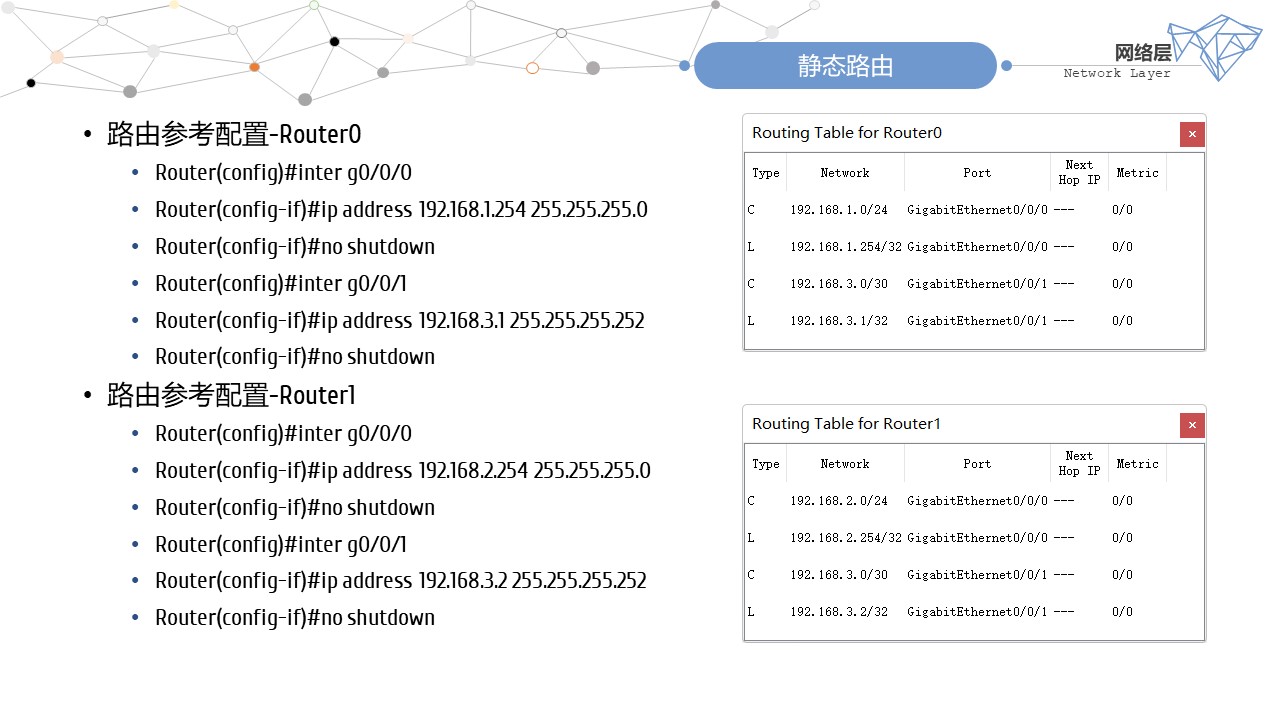 静态路由
网络层
Network Layer
• 路由参考配置-Router0
• Router(config)#inter g0/0/0
• Router(config-if)#ip address 192.168.1.254 255.255.255.0
• Router(config-if)#no shutdown
• Router(config)#inter g0/0/1
• Router(config-if)#ip address 192.168.3.1 255.255.255.252
• Router(config-if)#no shutdown
• 路由参考配置-Router1
• Router(config)#inter g0/0/0
• Router(config-if)#ip address 192.168.2.254 255.255.255.0
• Router(config-if)#no shutdown
• Router(config)#inter g0/0/1
• Router(config-if)#ip address 192.168.3.2 255.255.255.252
• Router(config-if)#no shutdown
Routing Table for Router0
Type Network Port Next Hop IP Metric
C 192.168.1.0/24 GigabitEthernet0/0/0 --- 0/0
L 192.168.1.254/32 GigabitEthernet0/0/0 --- 0/0
C 192.168.3.0/30 GigabitEthernet0/0/1 --- 0/0
L 192.168.3.1/32 GigabitEthernet0/0/1 --- 0/0
Routing Table for Router1
Type Network Port Next Hop IP Metric
C 192.168.2.0/24 GigabitEthernet0/0/0 --- 0/0
L 192.168.2.254/32 GigabitEthernet0/0/0 --- 0/0
C 192.168.3.0/30 GigabitEthernet0/0/1 --- 0/0
L 192.168.3.2/32 GigabitEthernet0/0/1 --- 0/0